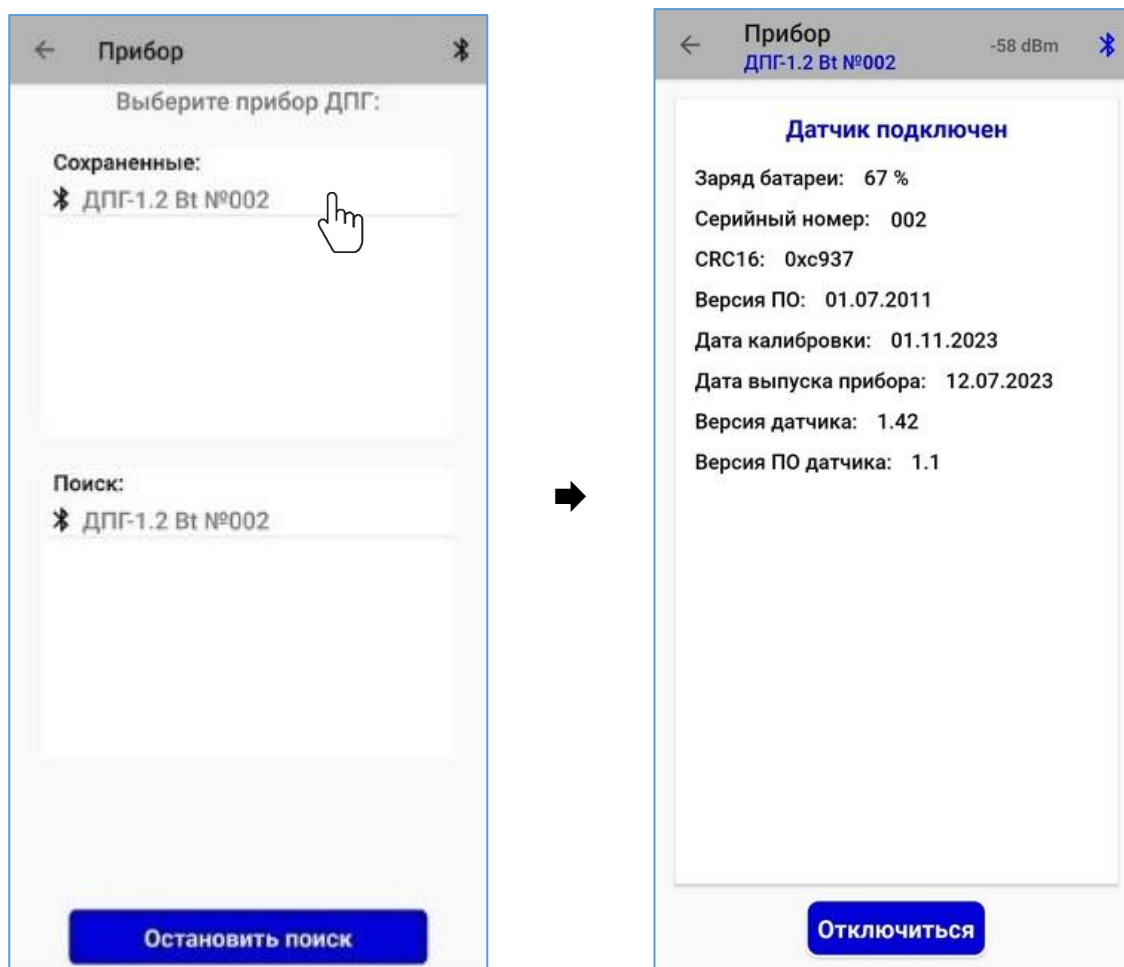 Прибор
Выберите прибор ДПГ:
Сохраненные:
ДПГ-1.2 Bt №002
Поиск:
ДПГ-1.2 Bt №002
Остановить поиск
Прибор
ДПГ-1.2 Bt №002
-58 dBm
Датчик подключен
Заряд батареи: 67 %
Серийный номер: 002
CRC16: 0xc937
Версия ПО: 01.07.2011
Дата калибровки: 01.11.2023
Дата выпуска прибора: 12.07.2023
Версия датчика: 1.42
Версия ПО датчика: 1.1
Отключиться